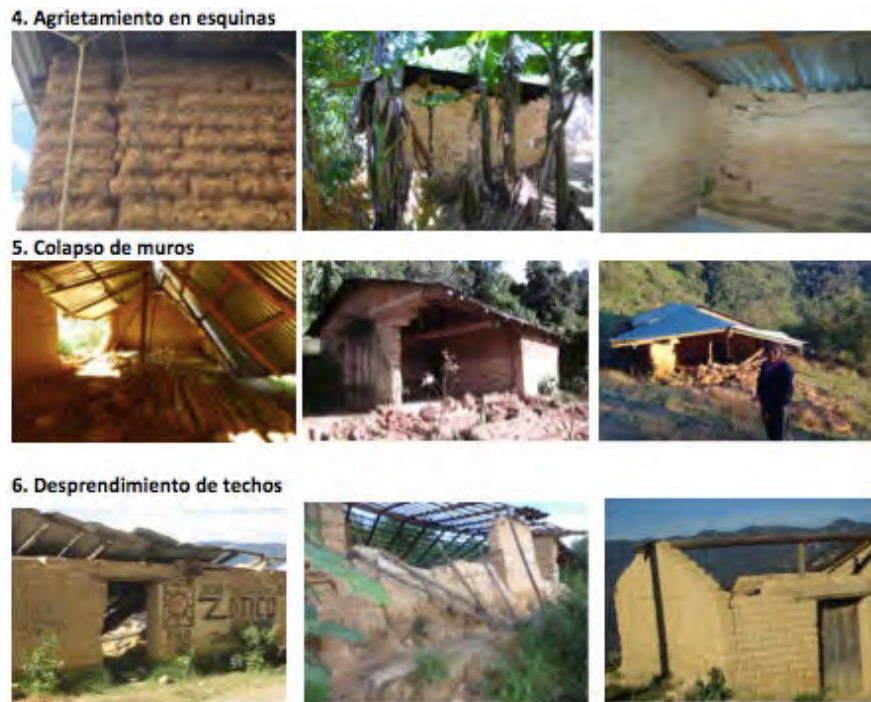 4. Agrietamiento en esquinas
5. Colapso de muros
6. Desprendimiento de techos
ZOTICO